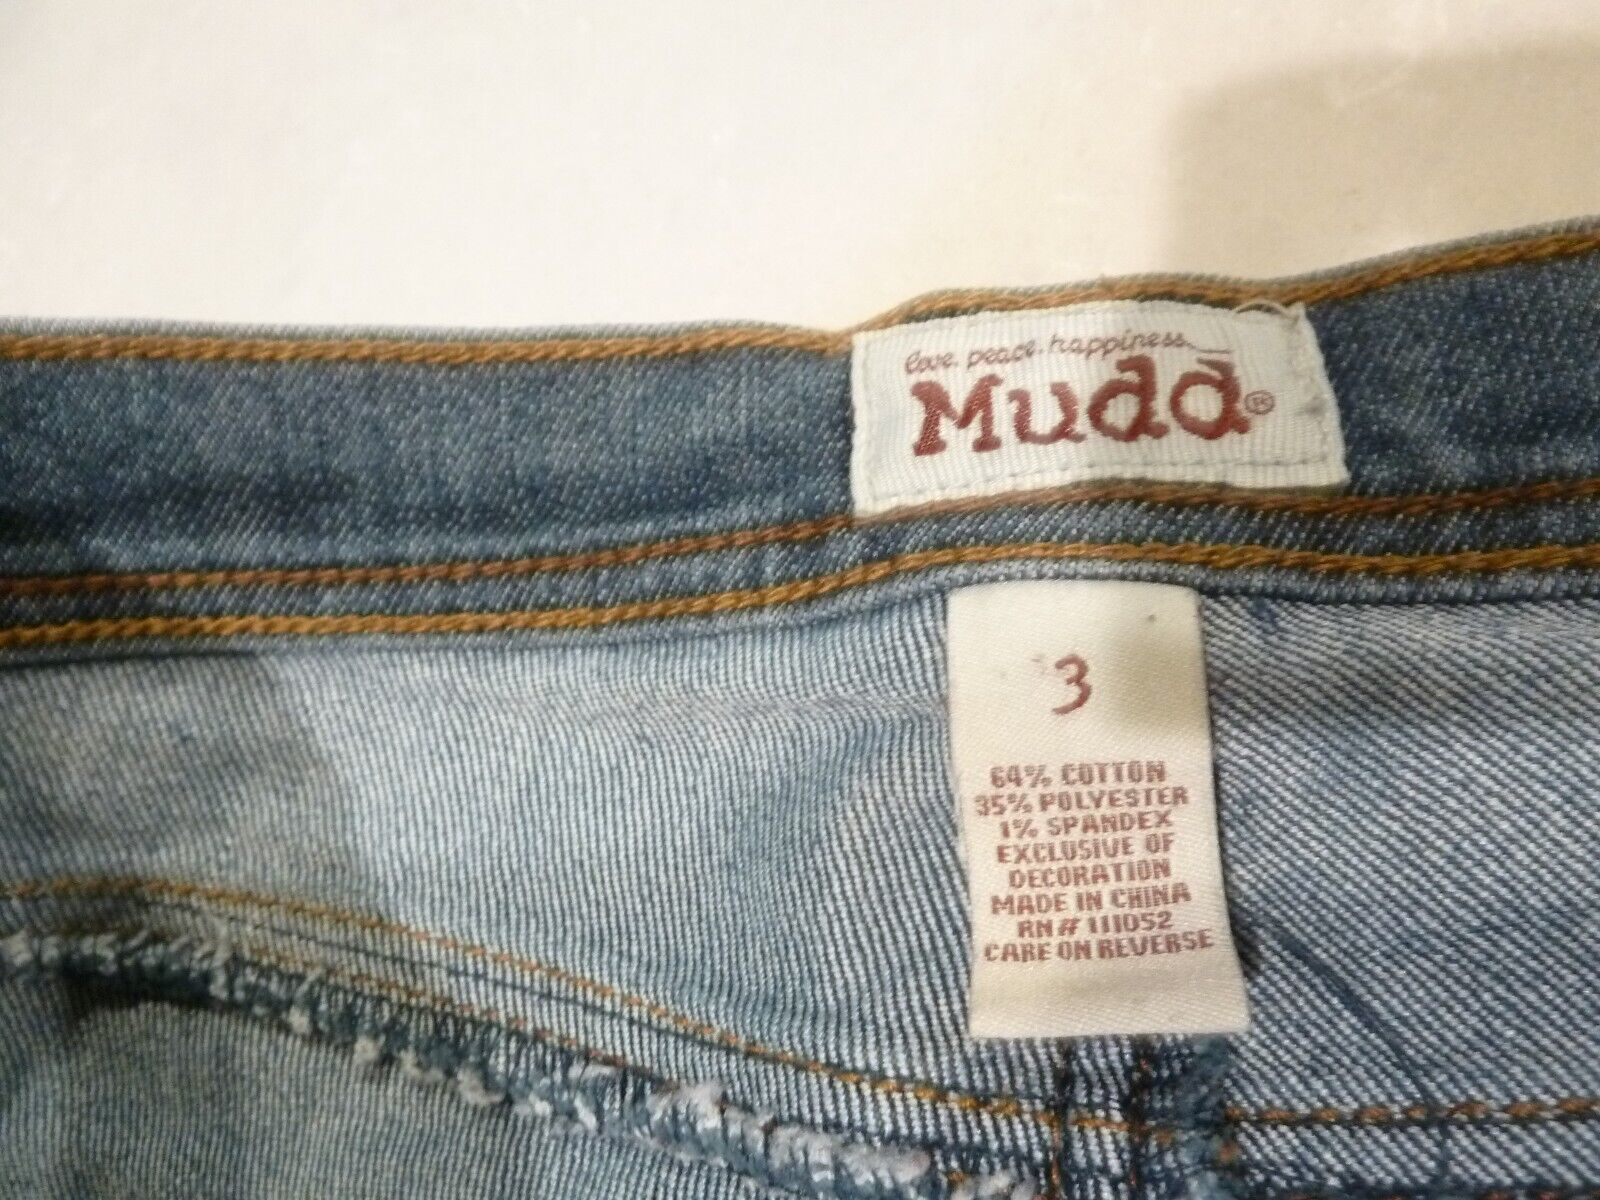 love. peace. happiness.
Mudd®
3
64% COTTON
35% POLYESTER
1% SPANDEX
EXCLUSIVE OF
DECORATION
MADE IN CHINA
RN# 111052
CARE ON REVERSE